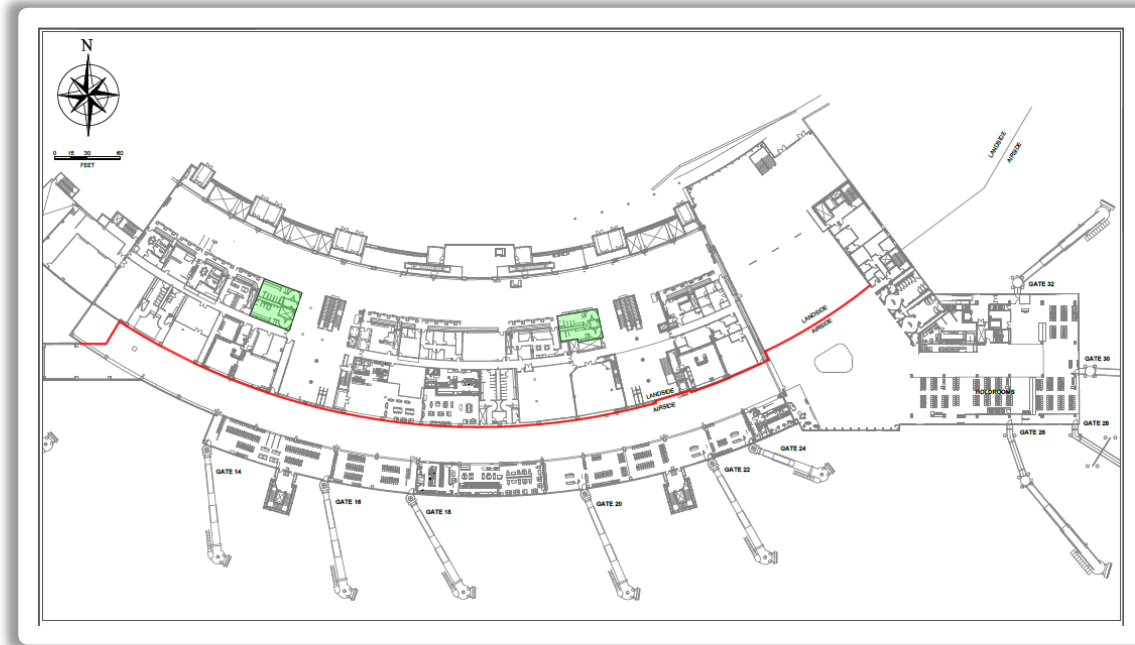 N
0 15 30 60
FEET
LANDSIDE
AIRSIDE
GATE 32
LANDSIDE
AIRSIDE
GATE 30
HOLDROOMS
LANDSIDE
AIRSIDE
GATE 28
GATE 26
GATE 24
GATE 14
GATE 22
GATE 16
GATE 20
GATE 18